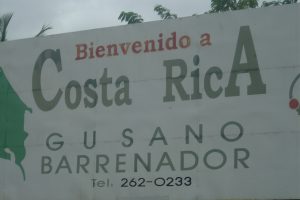 Bienvenido a
Costa RicA
GUSANO
BARRENADOR
Tel. 262-0233